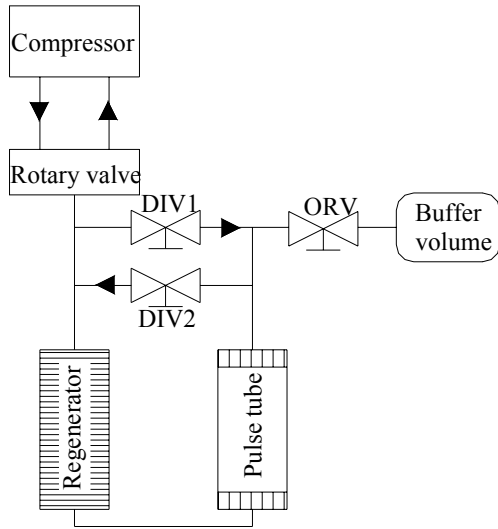 Compressor
Rotary valve
DIV1
ORV
Buffer
volume
DIV2
Regenerator
Pulse tube